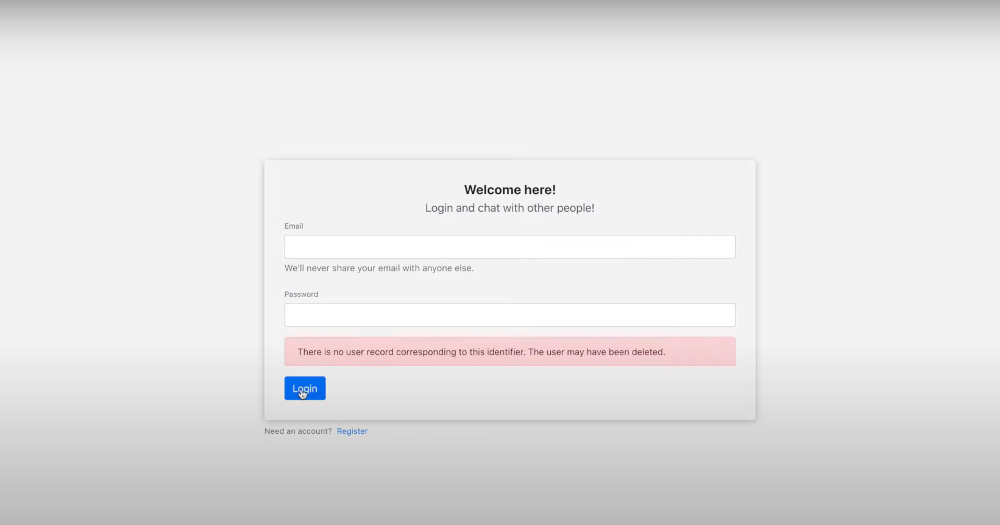 Welcome here!
Login and chat with other people!
Email
We'll never share your email with anyone else.
Password
There is no user record corresponding to this identifier. The user may have been deleted.
Login
Need an account? Register